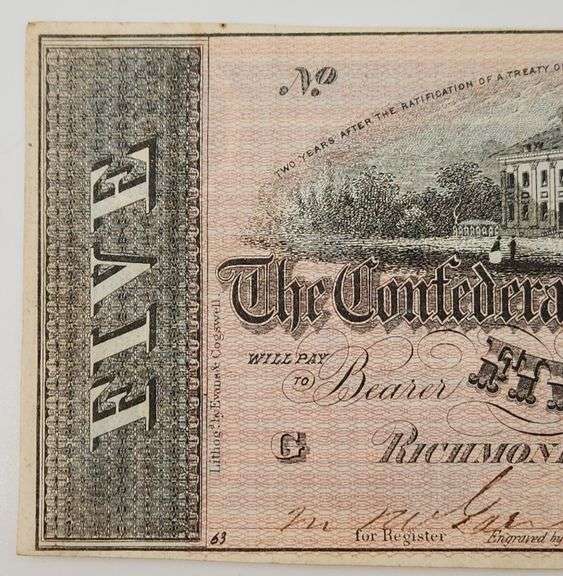 No
TWO YEARS AFTER THE RATIFICATION OF A TREATY O
FIVE
The Confedera
WILL PAY
TO Bearer
G
RICHMON
Lithog'd by Evans & Cogswell
for Register
63
Engraved by